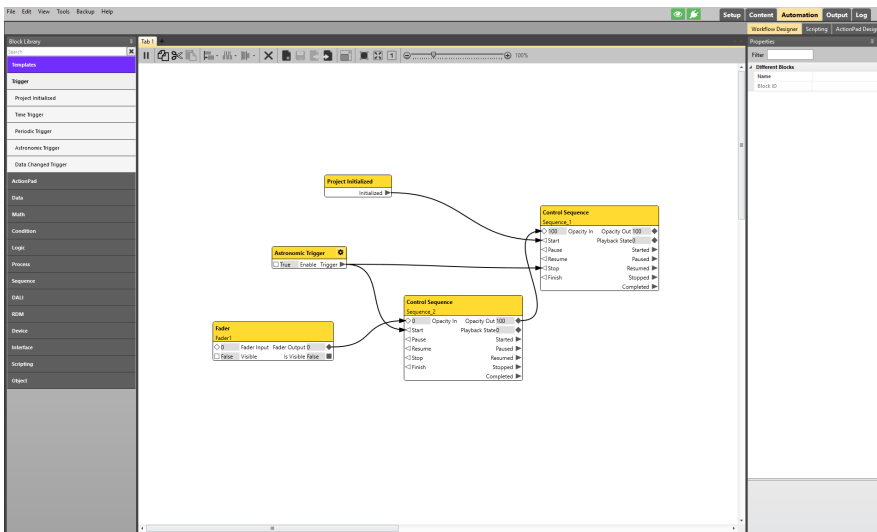 File Edit View Tools Backup Help
Setup Content Automation Output Log
Workflow Designer Scripting ActionPad Desig
Block Library
Tab 1 +
Properties
Search
100%
Filter
Templates
Different Blocks
Trigger
Name
Block ID
Project Initialized
Time Trigger
Periodic Trigger
Astronomic Trigger
Data Changed Trigger
ActionPad
Data
Math
Condition
Logic
Process
Sequence
DALI
RDM
Device
Interface
Scripting
Object
Project Initialized
Initialized
Control Sequence
Sequence_1
100 Opacity In Opacity Out 100
Start Playback State 0
Pause Started
Resume Paused
Stop Resumed
Finish Stopped
Completed
Astronomic Trigger
True Enable Trigger
Control Sequence
Sequence_2
0 Opacity In Opacity Out 100
Start Playback State 0
Pause Started
Resume Paused
Stop Resumed
Finish Stopped
Completed
Fader
Fader1
0 Fader Input Fader Output 0
False Visible Is Visible False